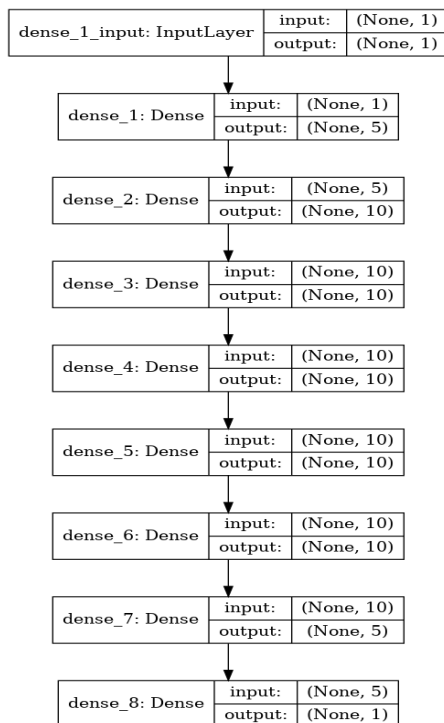 dense_1_input: InputLayer input: (None, 1)
output: (None, 1)
dense_1: Dense input: (None, 1)
output: (None, 5)
dense_2: Dense input: (None, 5)
output: (None, 10)
dense_3: Dense input: (None, 10)
output: (None, 10)
dense_4: Dense input: (None, 10)
output: (None, 10)
dense_5: Dense input: (None, 10)
output: (None, 10)
dense_6: Dense input: (None, 10)
output: (None, 10)
dense_7: Dense input: (None, 10)
output: (None, 5)
dense_8: Dense input: (None, 5)
output: (None, 1)